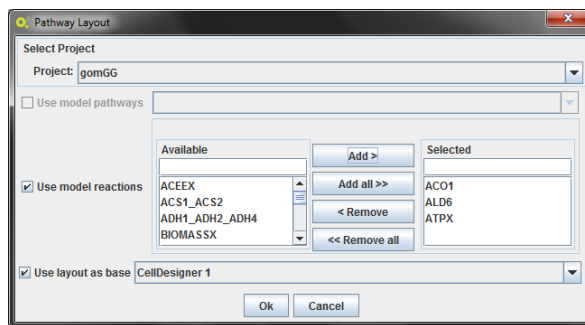 Pathway Layout
Select Project
Project: gomGG
Use model pathways
Available
Selected
Add >
Add all >>
< Remove
<< Remove all
Use model reactions
ACEEX
ACS1_ACS2
ADH1_ADH2_ADH4
BIOMASSX
ACO1
ALD6
ATPX
Use layout as base CellDesigner 1
Ok Cancel